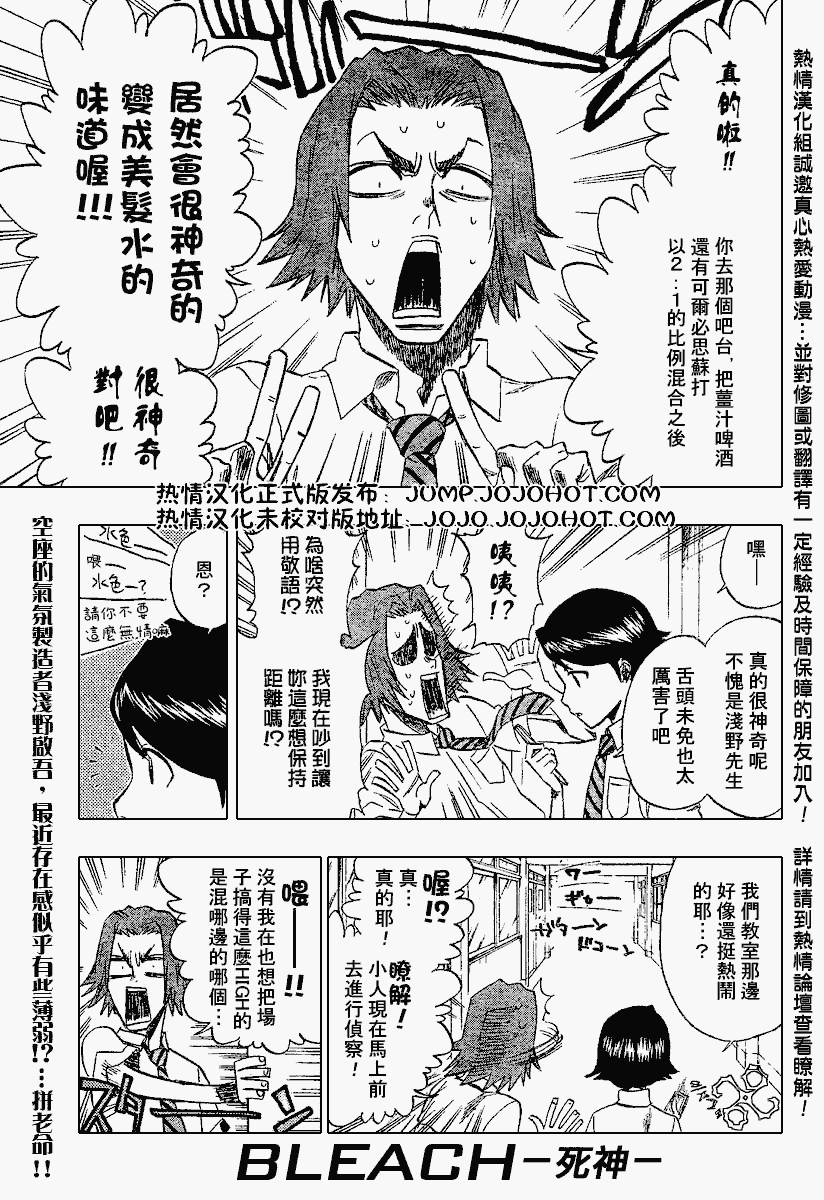 熱情漢化組誠邀真心熱愛動漫…並對修圖或翻譯有一定經驗及時間保障的朋友加入！
詳情請到熱情論壇查看瞭解！
真的啦!!
你去那個吧台,把薑汁啤酒
還有可爾必思蘇打
以2:1的比例混合之後
居然會很神奇的
變成美髮水的
味道喔!!!
很神奇
對吧!!
热情汉化正式版发布: JUMP.JOJOHOT.COM
热情汉化未校对版地址:JOJO.JOJOHOT.COM
嘿—
真的很神奇呢
不愧是淺野先生
舌頭未免也太
厲害了吧
咦咦!?
為啥突然
用敬語!?
我現在吵到讓
妳這麼想保持
距離嗎!?
恩?
水色—
喂—
水色—?
請你不要
這麼無情嘛
我們教室那邊
好像還挺熱鬧
的耶…?
ワー
ギャー
喔!?
真…
真的耶!
瞭解!
小人現在馬上前
去進行偵察!
喂——!!
沒有我在也想把場
子搞得這麼HIGH的
是混哪邊的哪個…
空座的氣氛製造者淺野啟吾，最近存在感似乎有些薄弱!?…拼老命!!
BLEACH－死神－